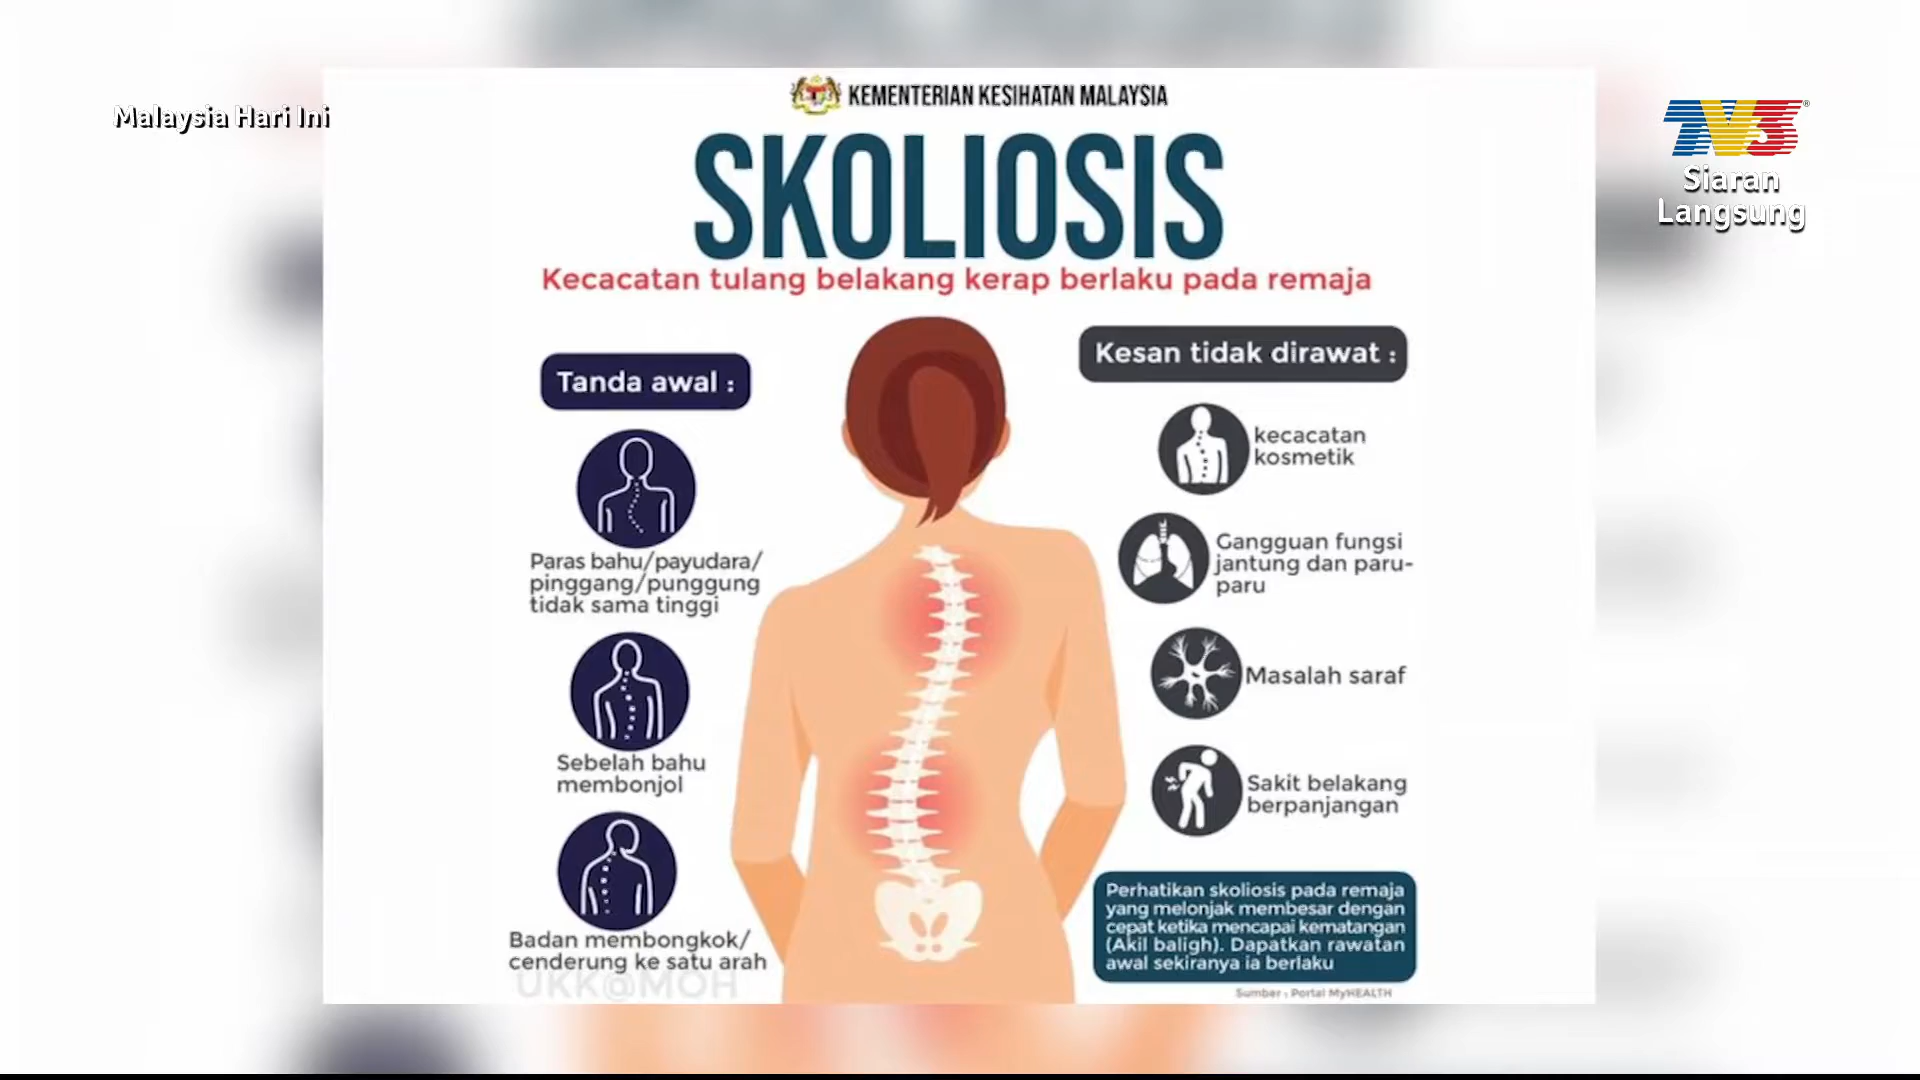 Malaysia Hari Ini
TV3
Siaran
Langsung
KEMENTERIAN KESIHATAN MALAYSIA
SKOLIOSIS
Kecacatan tulang belakang kerap berlaku pada remaja
Tanda awal :
Paras bahu/payudara/
pinggang/punggung
tidak sama tinggi
Sebelah bahu
membonjol
Badan membongkok/
cenderung ke satu arah
UKK@MOH
Kesan tidak dirawat :
kecacatan
kosmetik
Gangguan fungsi
jantung dan paru-
paru
Masalah saraf
Sakit belakang
berpanjangan
Perhatikan skoliosis pada remaja
yang melonjak membesar dengan
cepat ketika mencapai kematangan
(Akil baligh). Dapatkan rawatan
awal sekiranya ia berlaku
Sumber : Portal MyHEALTH